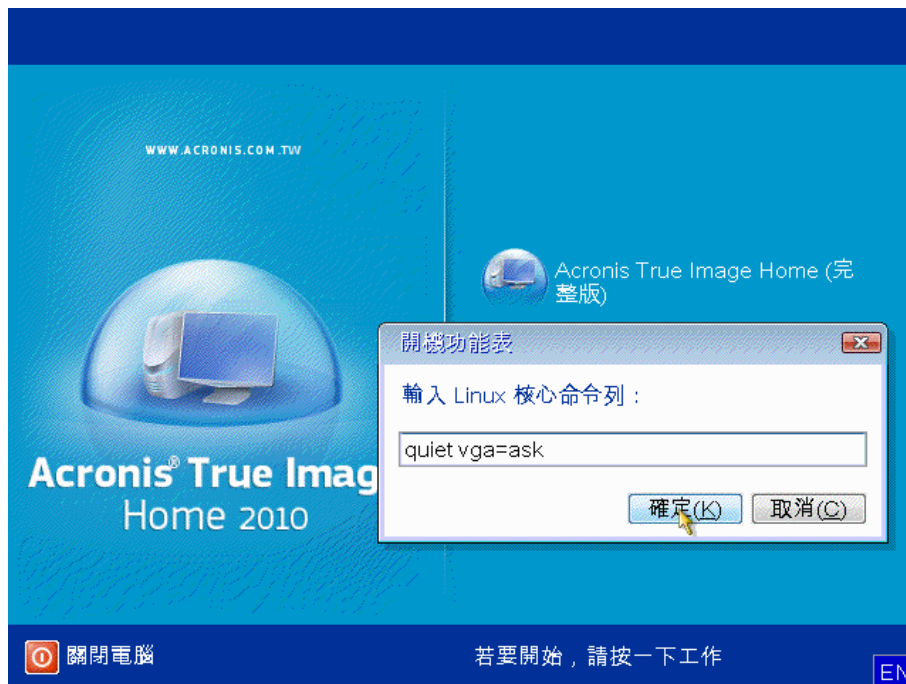 WWW.ACRONIS.COM.TW
Acronis® True Imag
Home 2010
Acronis True Image Home (完
整版)
開機功能表
輸入 Linux 核心命令列：
quiet vga=ask
確定(K)
取消(C)
關閉電腦
若要開始，請按一下工作
EN